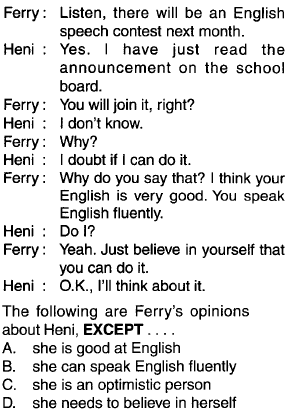 Ferry : Listen, there will be an English
speech contest next month.
Heni : Yes. I have just read the
announcement on the school
board.
Ferry : You will join it, right?
Heni : I don't know.
Ferry : Why?
Heni : I doubt if I can do it.
Ferry : Why do you say that? I think your
English is very good. You speak
English fluently.
Heni : Do I?
Ferry : Yeah. Just believe in yourself that
you can do it.
Heni : O.K., I'll think about it.
The following are Ferry's opinions
about Heni, EXCEPT . . . .
A. she is good at English
B. she can speak English fluently
C. she is an optimistic person
D. she needs to believe in herself